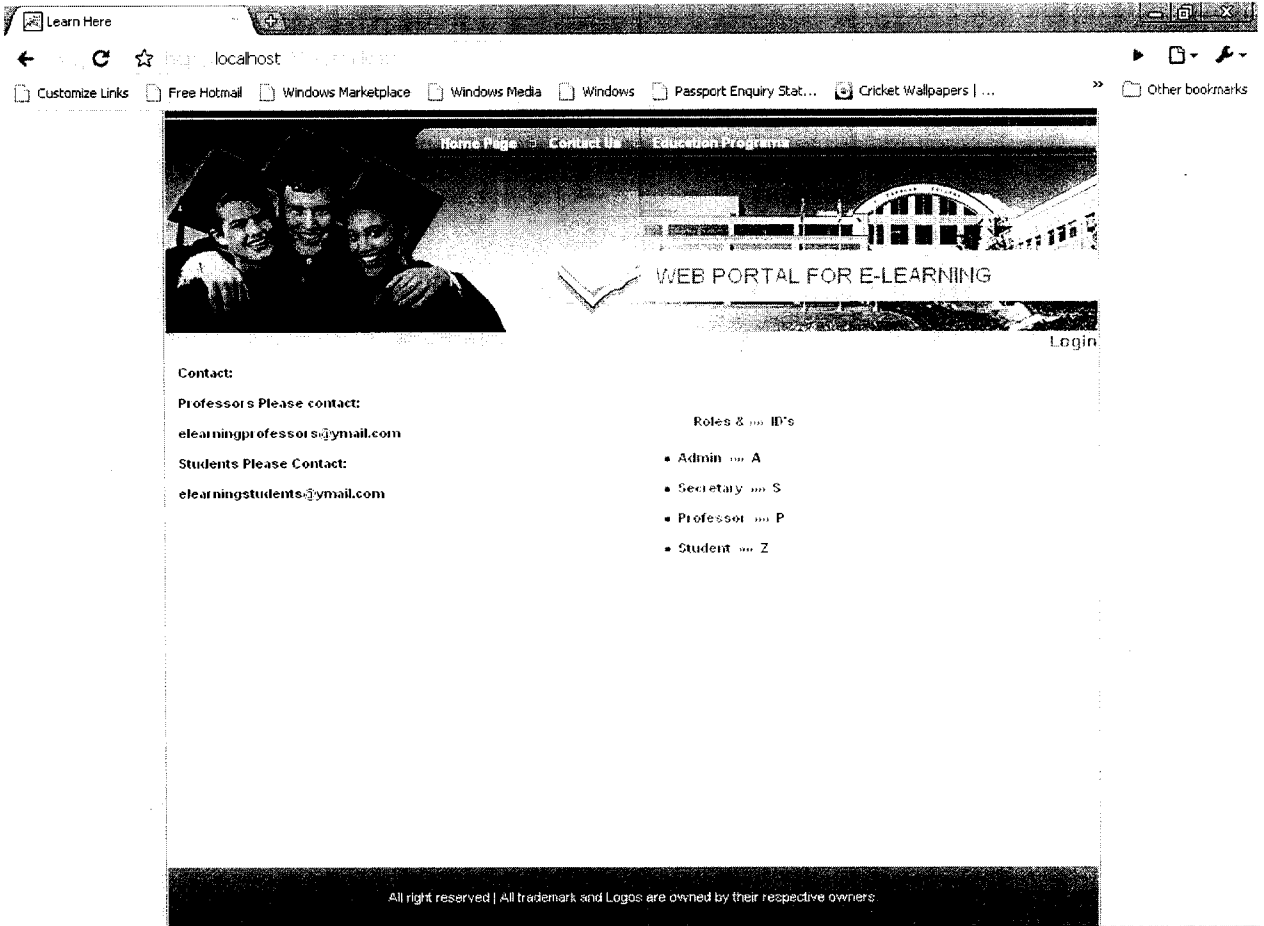 Learn Here
localhost
Customize Links Free Hotmail Windows Marketplace Windows Media Windows Passport Enquiry Stat... Cricket Wallpapers | ... » Other bookmarks
Home Page Contact Us Education Programs
WEB PORTAL FOR E-LEARNING
Login
Contact:
Professors Please contact:
elearningprofessors@ymail.com
Students Please Contact:
elearningstudents@ymail.com
Roles & »» ID's
• Admin »» A
• Secretary »» S
• Professor »» P
• Student »» Z
All right reserved | All trademark and Logos are owned by their respective owners.